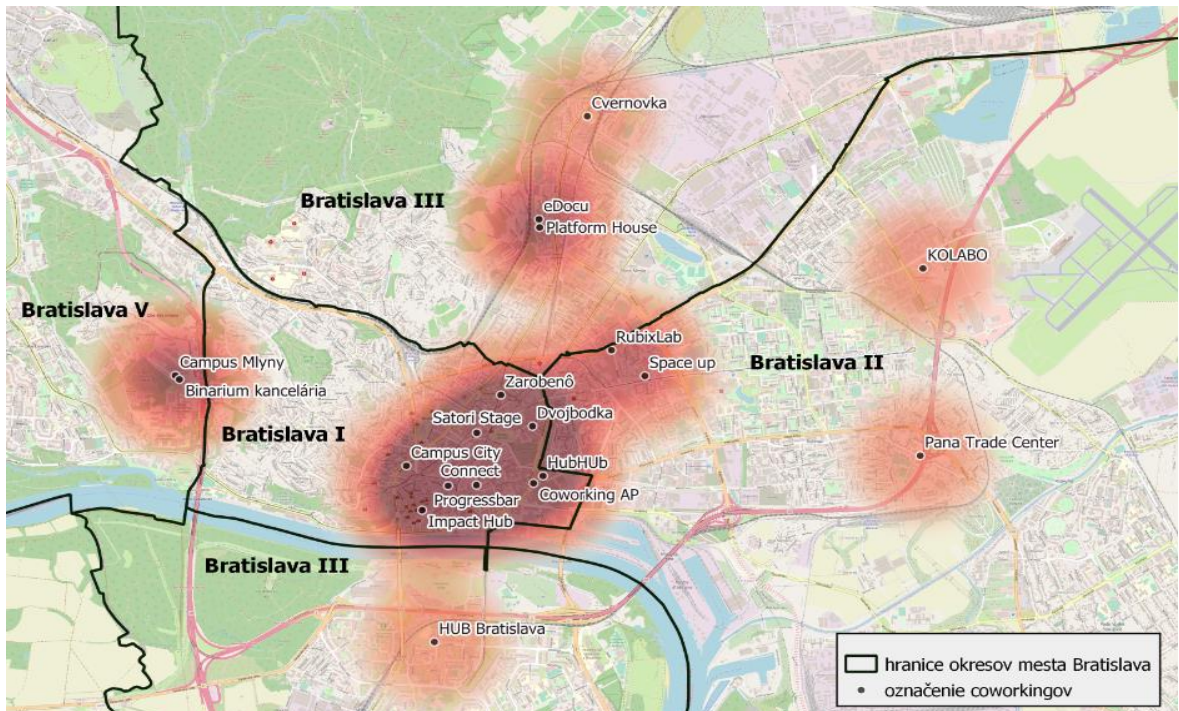 Cvernovka
Bratislava III
eDocu
Platform House
KOLABO
Bratislava V
RubixLab
Campus Mlyny
Space up
Bratislava II
Binarium kancelária
Zarobenô
Satori Stage
Dvojbodka
Bratislava I
Campus City
Connect
HubHUb
Pana Trade Center
Coworking AP
Progressbar
Impact Hub
Bratislava III
HUB Bratislava
hranice okresov mesta Bratislava
označenie coworkingov